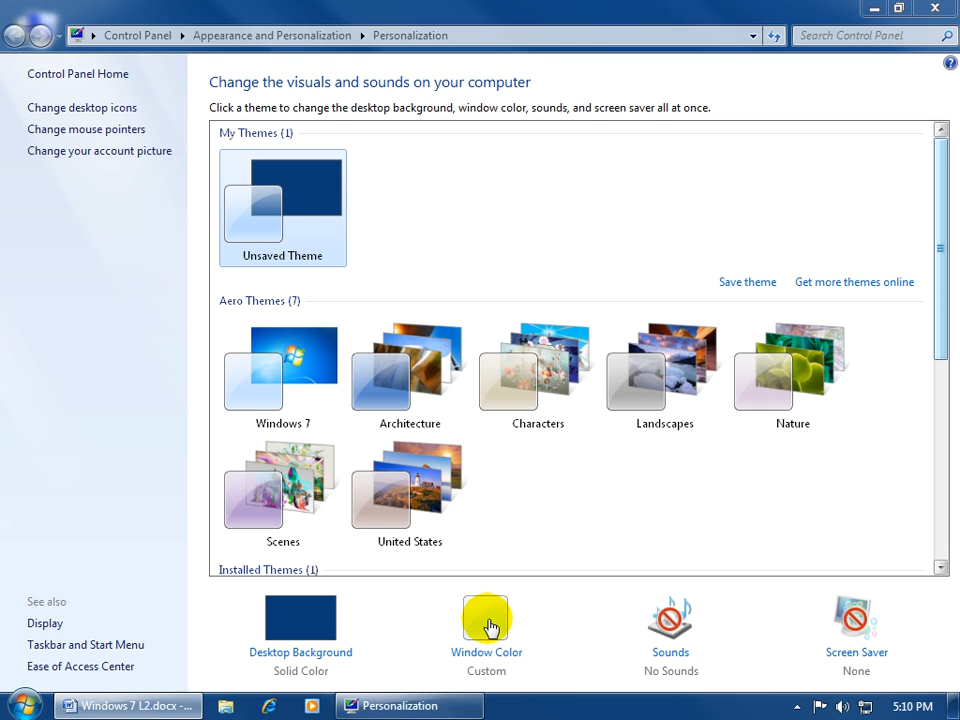 Control Panel Appearance and Personalization Personalization
Search Control Panel
Control Panel Home
Change desktop icons
Change mouse pointers
Change your account picture
See also
Display
Taskbar and Start Menu
Ease of Access Center
Change the visuals and sounds on your computer
Click a theme to change the desktop background, window color, sounds, and screen saver all at once.
My Themes (1)
Unsaved Theme
Save theme Get more themes online
Aero Themes (7)
Windows 7 Architecture Characters Landscapes Nature
Scenes United States
Installed Themes (1)
Desktop Background Window Color Sounds Screen Saver
Solid Color Custom No Sounds None
Windows 7 L2.docx -... Personalization 5:10 PM